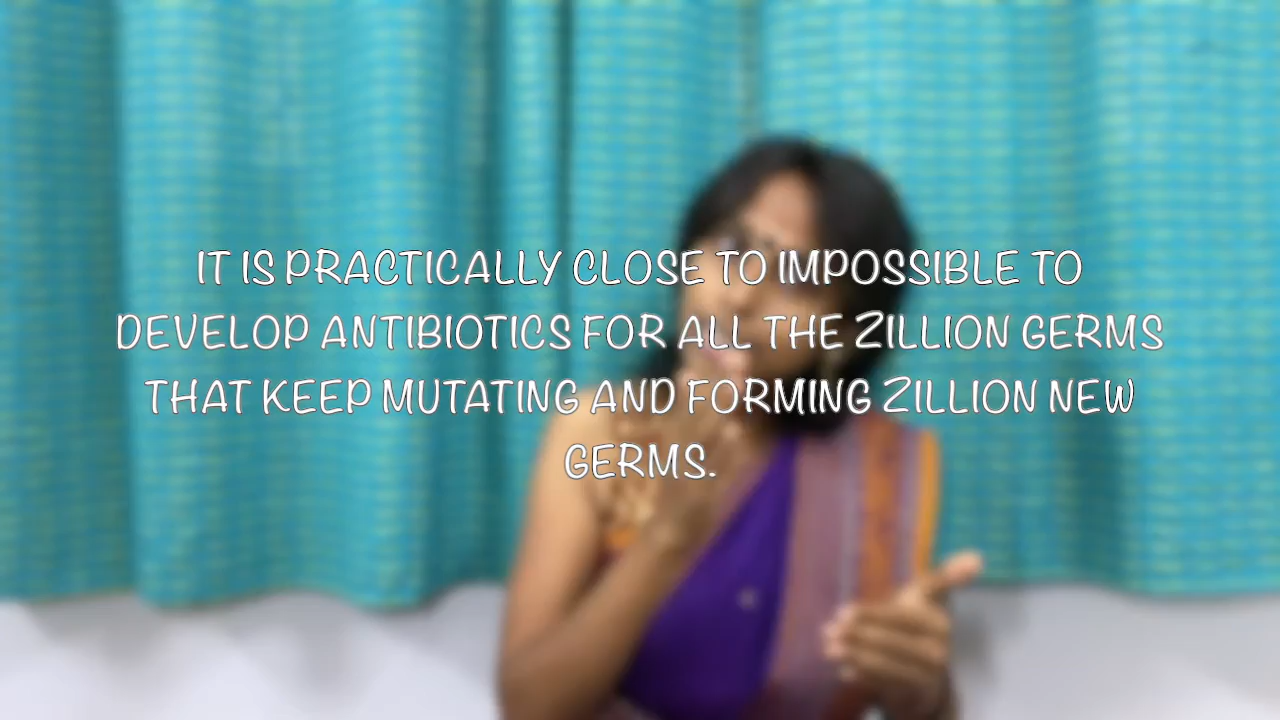 IT IS PRACTICALLY CLOSE TO IMPOSSIBLE TO
DEVELOP ANTIBIOTICS FOR ALL THE ZILLION GERMS
THAT KEEP MUTATING AND FORMING ZILLION NEW
GERMS.